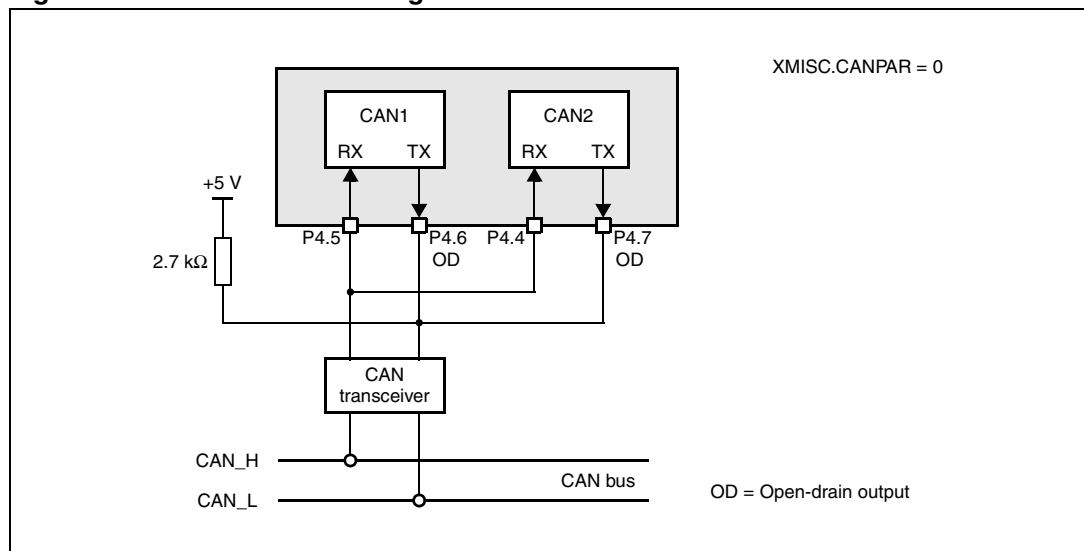 XMISC.CANPAR = 0
CAN1
CAN2
RX TX
RX TX
+5 V
P4.5
P4.6
OD
P4.4
P4.7
OD
2.7 kΩ
CAN
transceiver
CAN_H
CAN bus
CAN_L
OD = Open-drain output